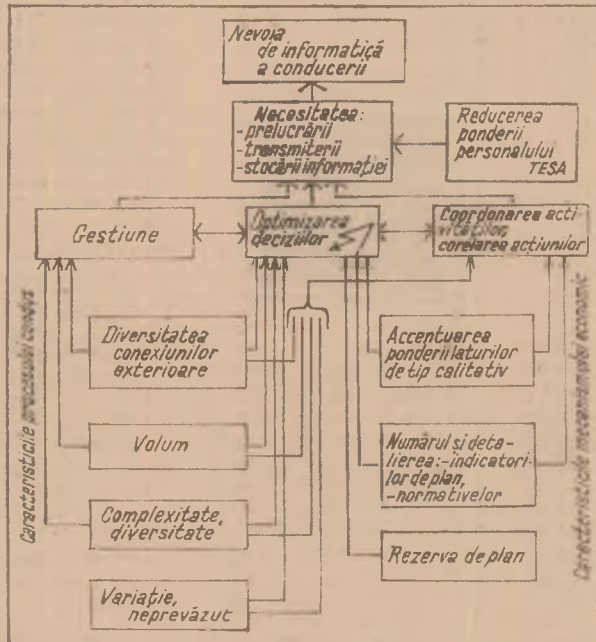 Nevoia
de informatică
a conducerii
Necesitatea:
-prelucrării
-transmiterii
-stocării informației
Reducerea
ponderii
personalului
TESA
Gestiune
Optimizarea
deciziilor
Coordonarea acti
vităților,
corelarea acțiunilor
Diversitatea
conexiunilor
exterioare
Accentuarea
ponderii laturilor
de tip calitativ
Volum
Numărul si deta-
lierea:-indicatori-
lor de plan,
-normativelor
Complexitate,
diversitate
Rezerva de plan
Variație,
neprevăzut
Caracteristicile procesului condus
Caracteristicile mecanismului economic